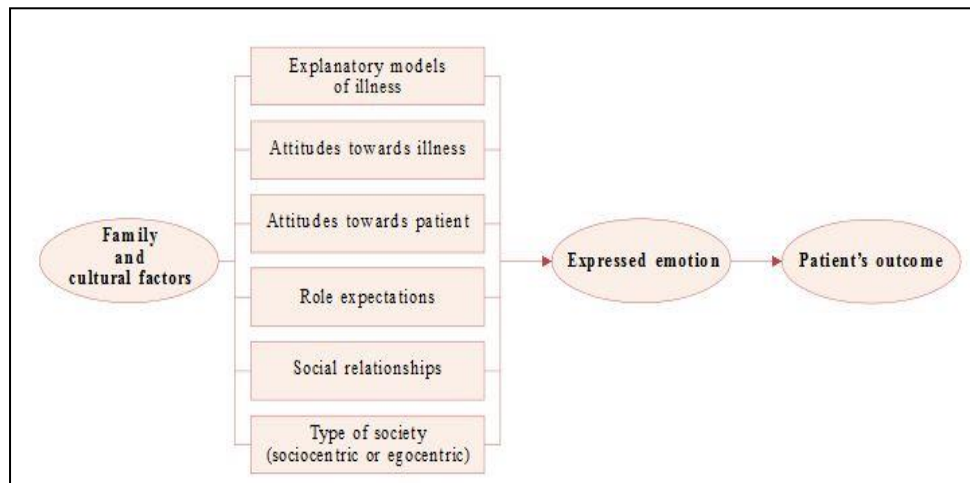 Explanatory models
of illness
Attitudes towards illness
Attitudes towards patient
Family
and
cultural factors
Expressed emotion
Patient's outcome
Role expectations
Social relationships
Type of society
(sociocentric or egocentric)